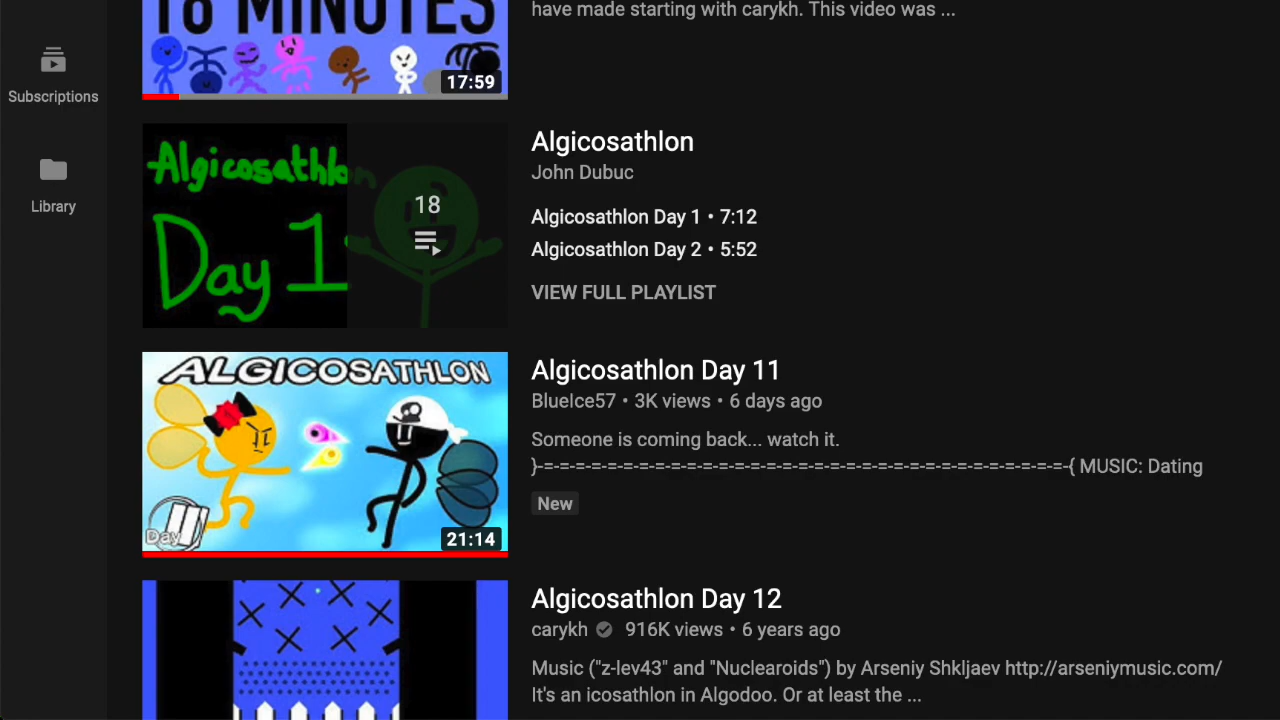 18 MINUTES
17:59
have made starting with carykh. This video was ...
Subscriptions
Library
Algicosathlon
Day 1
18
Algicosathlon
John Dubuc
Algicosathlon Day 1 • 7:12
Algicosathlon Day 2 • 5:52
VIEW FULL PLAYLIST
ALGICOSATHLON
Day
21:14
Algicosathlon Day 11
BlueIce57 • 3K views • 6 days ago
Someone is coming back... watch it.
}-=-=-=-=-=-=-=-=-=-=-=-=-=-=-=-=-=-=-=-=-=-=-=-=-=-=-=-=-=-=-=-=-=-{ MUSIC: Dating
New
Algicosathlon Day 12
carykh 916K views • 6 years ago
Music ("z-lev43" and "Nuclearoids") by Arseniy Shkljaev http://arseniymusic.com/
It's an icosathlon in Algodoo. Or at least the ...